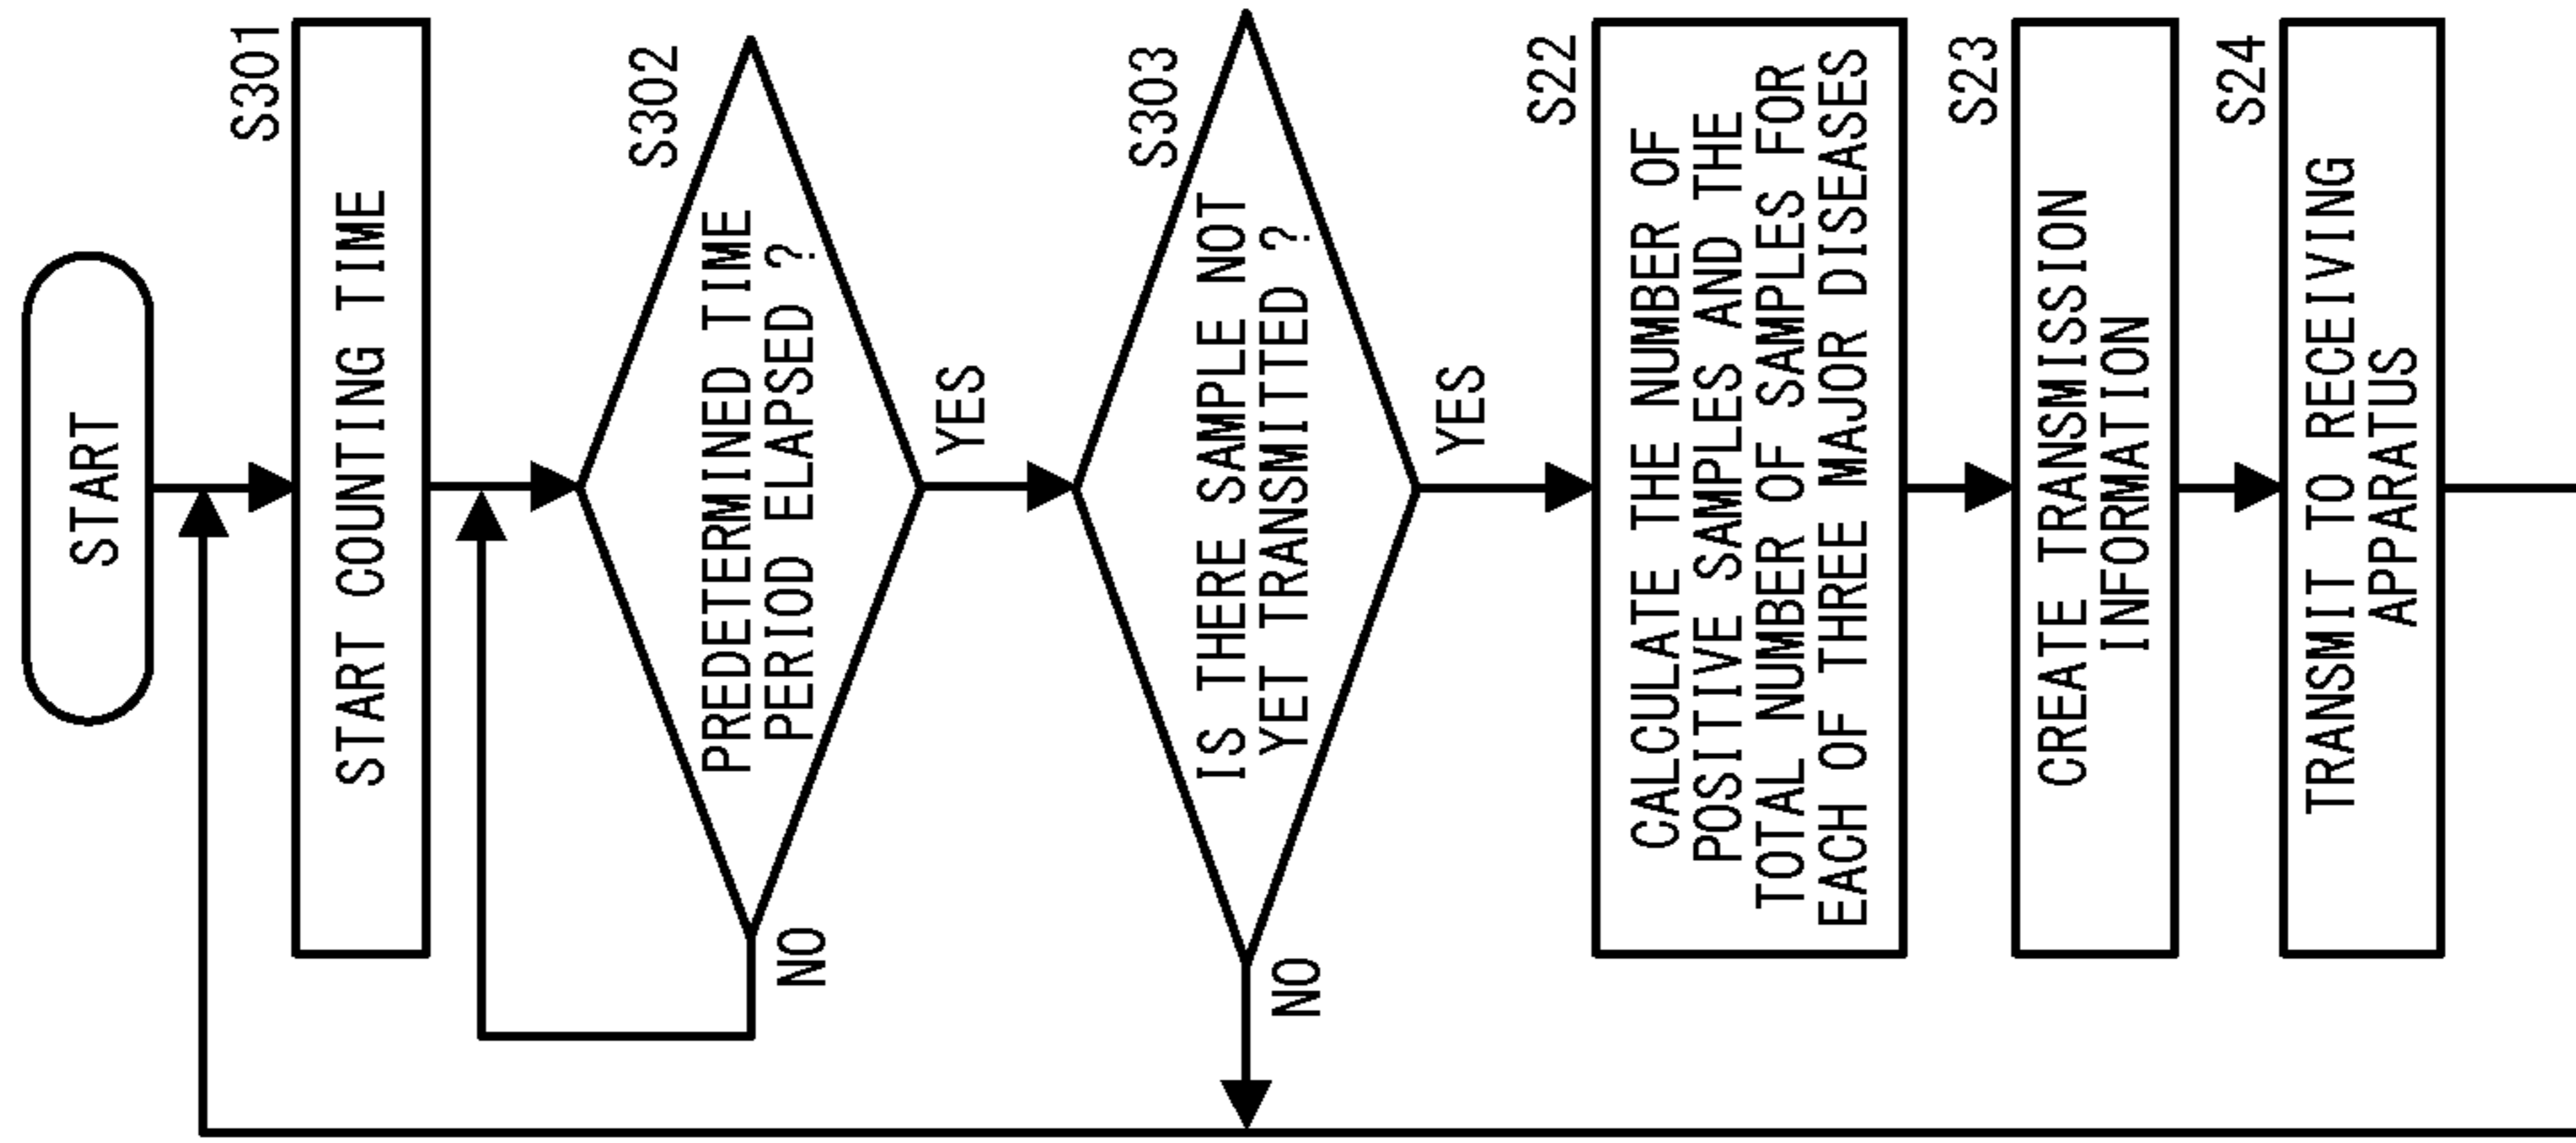 START
S301
START COUNTING TIME
S302
PREDETERMINED TIME
PERIOD ELAPSED ?
NO
YES
S303
IS THERE SAMPLE NOT
YET TRANSMITTED ?
NO
YES
S22
CALCULATE THE NUMBER OF
POSITIVE SAMPLES AND THE
TOTAL NUMBER OF SAMPLES FOR
EACH OF THREE MAJOR DISEASES
S23
CREATE TRANSMISSION
INFORMATION
S24
TRANSMIT TO RECEIVING
APPARATUS